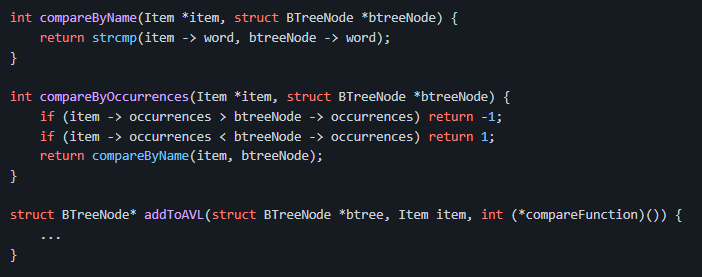 int compareByName(Item *item, struct BTreeNode *btreeNode) {
    return strcmp(item -> word, btreeNode -> word);
}

int compareByOccurrences(Item *item, struct BTreeNode *btreeNode) {
    if (item -> occurrences > btreeNode -> occurrences) return -1;
    if (item -> occurrences < btreeNode -> occurrences) return 1;
    return compareByName(item, btreeNode);
}

struct BTreeNode* addToAVL(struct BTreeNode *btree, Item item, int (*compareFunction)()) {
    ...
}